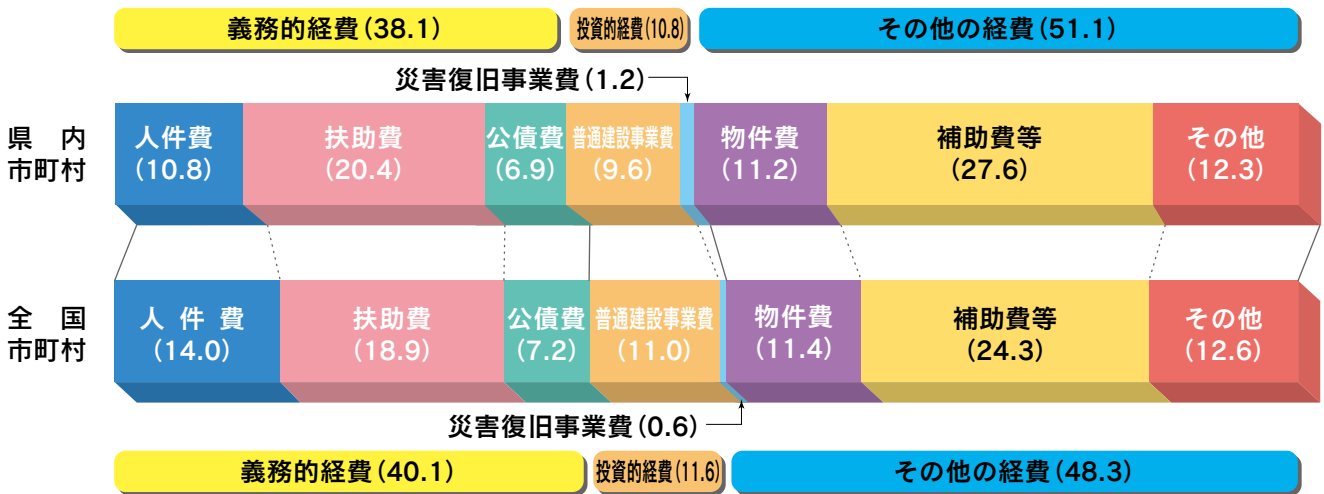 義務的経費(38.1) 投資的経費(10.8) その他の経費(51.1)
災害復旧事業費(1.2)
県内 人件費 扶助費 公債費 普通建設事業費 物件費 補助費等 その他
市町村 (10.8) (20.4) (6.9) (9.6) (11.2) (27.6) (12.3)
全国 人件費 扶助費 公債費 普通建設事業費 物件費 補助費等 その他
市町村 (14.0) (18.9) (7.2) (11.0) (11.4) (24.3) (12.6)
災害復旧事業費(0.6)
義務的経費(40.1) 投資的経費(11.6) その他の経費(48.3)